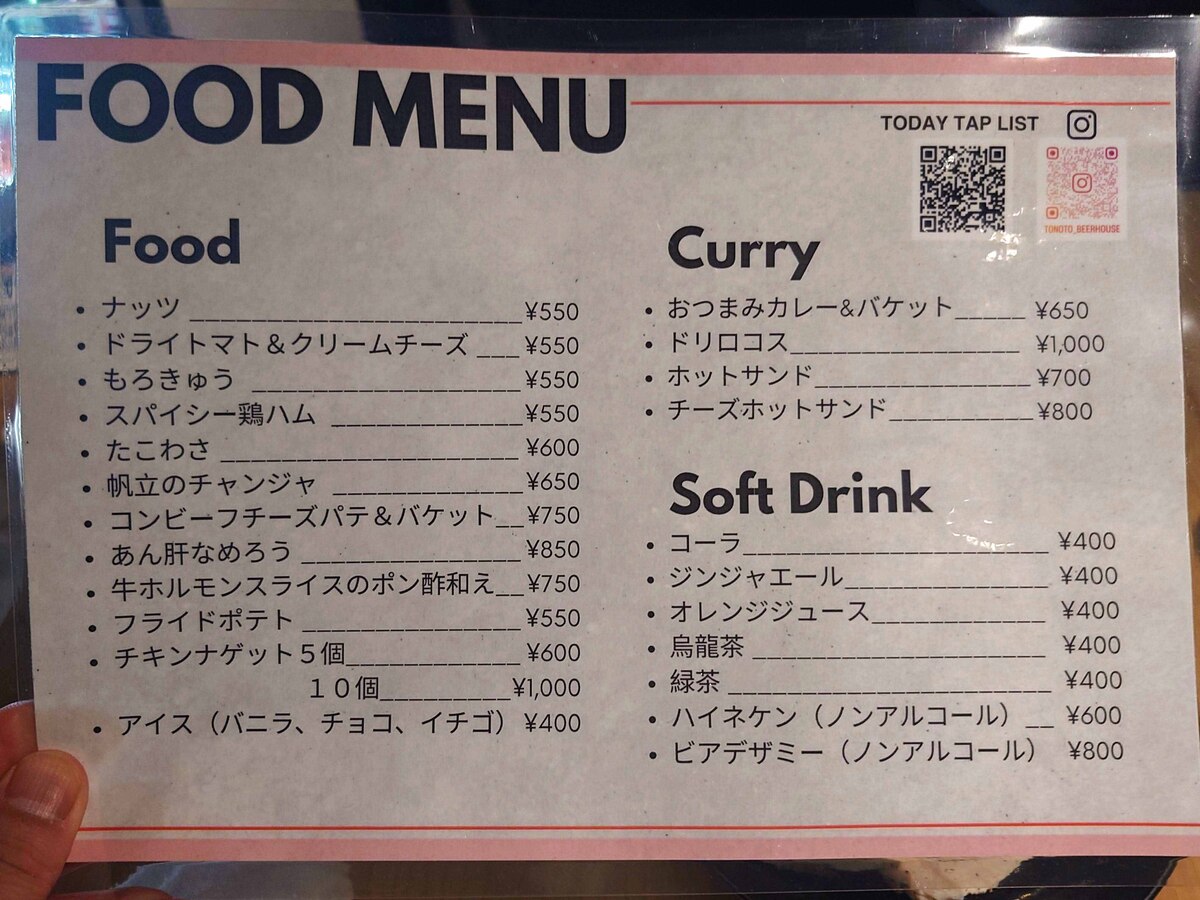 FOOD MENU
TODAY TAP LIST
TONOTO_BEERHOUSE
Food
・ナッツ ¥550
・ドライトマト＆クリームチーズ ¥550
・もろきゅう ¥550
・スパイシー鶏ハム ¥550
・たこわさ ¥600
・帆立のチャンジャ ¥650
・コンビーフチーズパテ＆バケット ¥750
・あん肝なめろう ¥850
・牛ホルモンスライスのポン酢和え ¥750
・フライドポテト ¥550
・チキンナゲット５個 ¥600
１０個 ¥1,000
・アイス（バニラ、チョコ、イチゴ） ¥400
Curry
・おつまみカレー&バケット ¥650
・ドリロコス ¥1,000
・ホットサンド ¥700
・チーズホットサンド ¥800
Soft Drink
・コーラ ¥400
・ジンジャエール ¥400
・オレンジジュース ¥400
・烏龍茶 ¥400
・緑茶 ¥400
・ハイネケン（ノンアルコール） ¥600
・ビアデザミー（ノンアルコール） ¥800